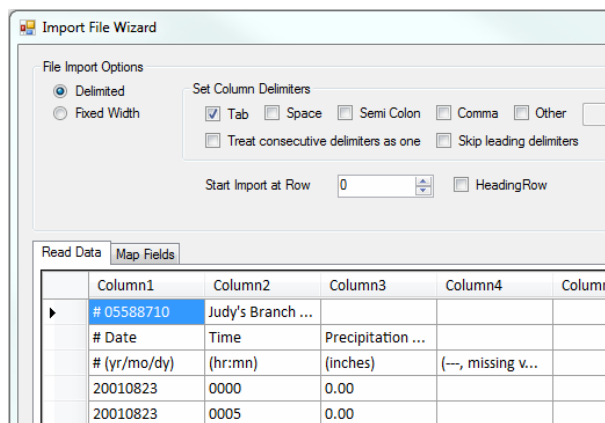 Import File Wizard
File Import Options
Delimited
Fixed Width
Set Column Delimiters
Tab Space Semi Colon Comma Other
Treat consecutive delimiters as one Skip leading delimiters
Start Import at Row 0 HeadingRow
Read Data Map Fields
Column1 Column2 Column3 Column4 Column
# 05588710 Judy's Branch ...
# Date Time Precipitation ...
# (yr/mo/dy) (hr:mn) (inches) (---, missing v...
20010823 0000 0.00
20010823 0005 0.00